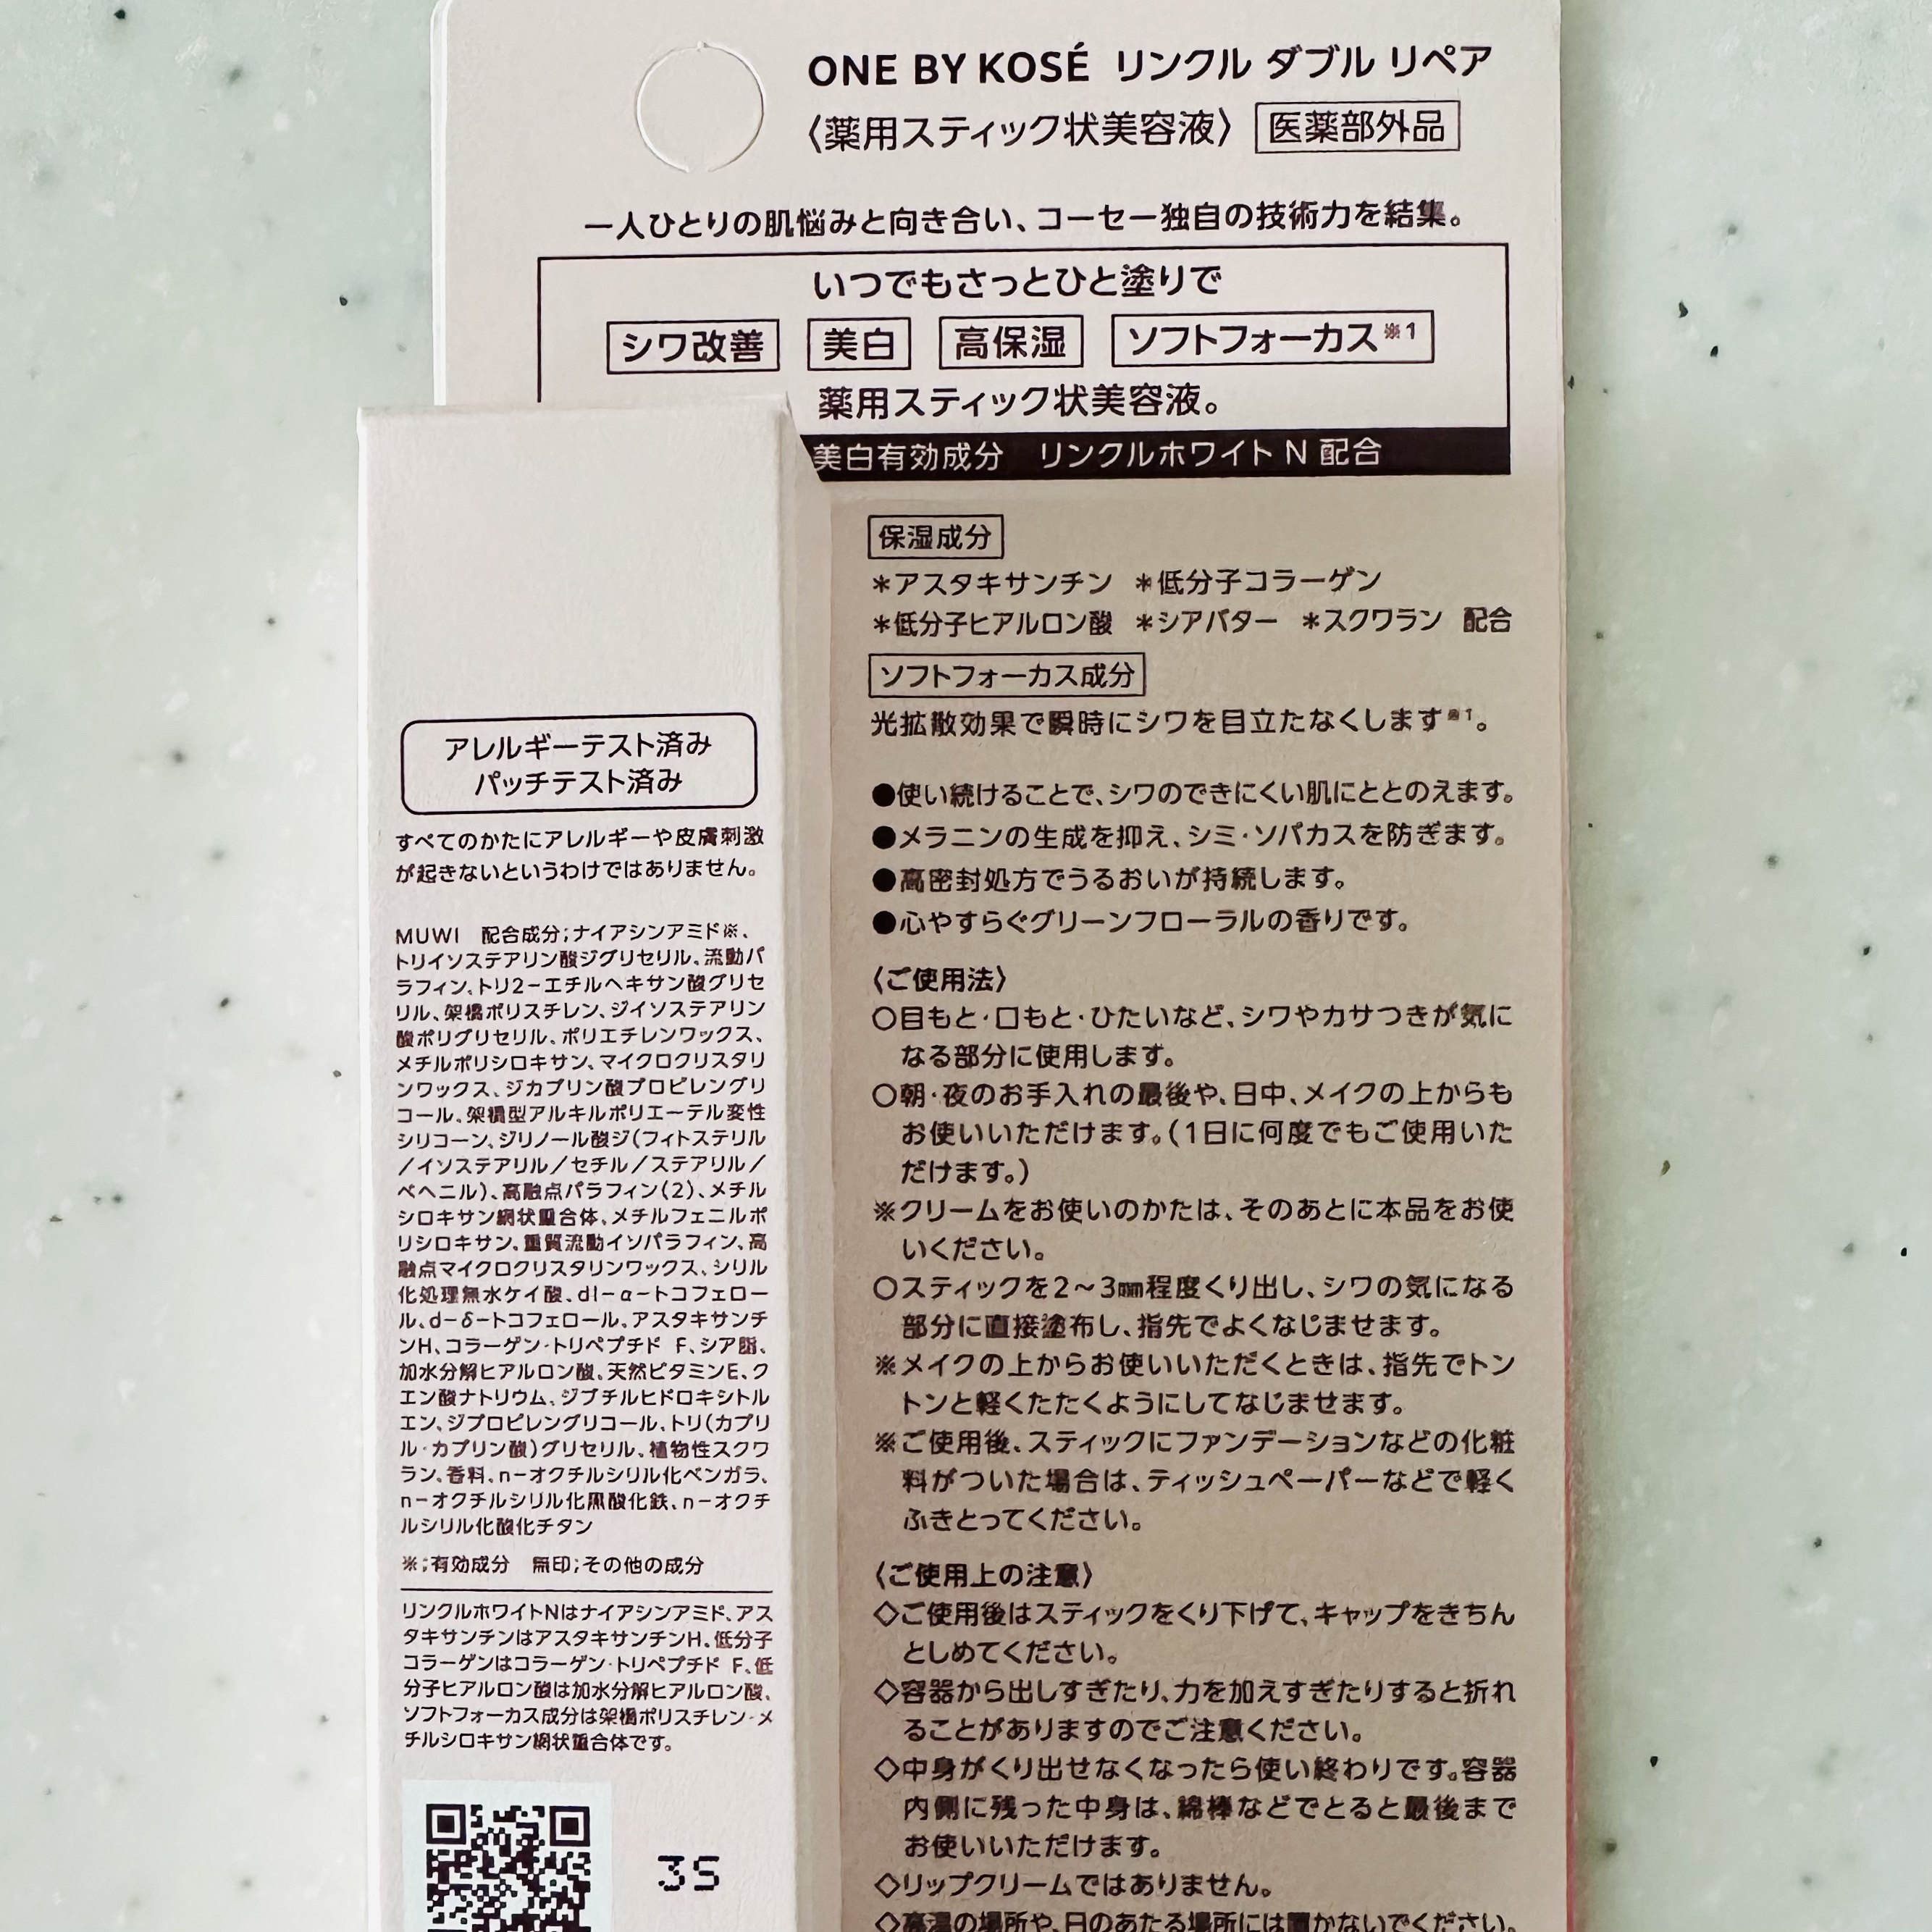 ONE BY KOSÉ リンクル ダブル リペア
〈薬用スティック状美容液〉 医薬部外品
一人ひとりの肌悩みと向き合い、コーセー独自の技術力を結集。
いつでもさっとひと塗りで
シワ改善 美白 高保湿 ソフトフォーカス※1
薬用スティック状美容液。
美白有効成分 リンクルホワイト N 配合
保湿成分
＊アスタキサンチン ＊低分子コラーゲン
＊低分子ヒアルロン酸 ＊シアバター ＊スクワラン 配合
ソフトフォーカス成分
光拡散効果で瞬時にシワを目立たなくします※1。
●使い続けることで、シワのできにくい肌にととのえます。
●メラニンの生成を抑え、シミ・ソバカスを防ぎます。
●高密封処方でうるおいが持続します。
●心やすらぐグリーンフローラルの香りです。
〈ご使用法〉
○目もと・口もと・ひたいなど、シワやカサつきが気に
なる部分に使用します。
○朝・夜のお手入れの最後や、日中、メイクの上からも
お使いいただけます。（1日に何度でもご使用いた
だけます。）
※クリームをお使いのかたは、そのあとに本品をお使
いください。
○スティックを2～3㎜程度くり出し、シワの気になる
部分に直接塗布し、指先でよくなじませます。
※メイクの上からお使いいただくときは、指先でトン
トンと軽くたたくようにしてなじませます。
※ご使用後、スティックにファンデーションなどの化粧
料がついた場合は、ティッシュペーパーなどで軽く
ふきとってください。
〈ご使用上の注意〉
◇ご使用後はスティックをくり下げて、キャップをきちん
としめてください。
◇容器から出しすぎたり、力を加えすぎたりすると折れ
ることがありますのでご注意ください。
◇中身がくり出せなくなったら使い終わりです。容器
内側に残った中身は、綿棒などでとると最後まで
お使いいただけます。
◇リップクリームではありません。
◇高温の場所や、日のあたる場所には置かないでください。
アレルギーテスト済み
パッチテスト済み
すべてのかたにアレルギーや皮膚刺激
が起きないというわけではありません。
MUWI 配合成分;ナイアシンアミド※、
トリイソステアリン酸ジグリセリル、流動パ
ラフィン、トリ2-エチルヘキサン酸グリセ
リル、架橋ポリスチレン、ジイソステアリン
酸ポリグリセリル、ポリエチレンワックス、
メチルポリシロキサン、マイクロクリスタリ
ンワックス、ジカプリン酸プロピレングリ
コール、架橋型アルキルポリエーテル変性
シリコーン、ジリノール酸ジ(フィトステリル
／イソステアリル／セチル／ステアリル／
ベヘニル)、高融点パラフィン(2)、メチル
シロキサン網状重合体、メチルフェニルポ
リシロキサン、重質流動イソパラフィン、高
融点マイクロクリスタリンワックス、シリル
化処理無水ケイ酸、dl-α-トコフェロー
ル、d-δ-トコフェロール、アスタキサンチ
ンH、コラーゲン・トリペプチド F、シア脂、
加水分解ヒアルロン酸、天然ビタミンE、ク
エン酸ナトリウム、ジブチルヒドロキシトル
エン、ジプロピレングリコール、トリ(カプリ
ル・カプリン酸)グリセリル、植物性スクワ
ラン、香料、n-オクチルシリル化ベンガラ、
n-オクチルシリル化黒酸化鉄、n-オクチ
ルシリル化酸化チタン
※;有効成分 無印;その他の成分
リンクルホワイトNはナイアシンアミド、アス
タキサンチンはアスタキサンチンH、低分子
コラーゲンはコラーゲン・トリペプチド F、低
分子ヒアルロン酸は加水分解ヒアルロン酸、
ソフトフォーカス成分は架橋ポリスチレン・メ
チルシロキサン網状重合体です。
3S